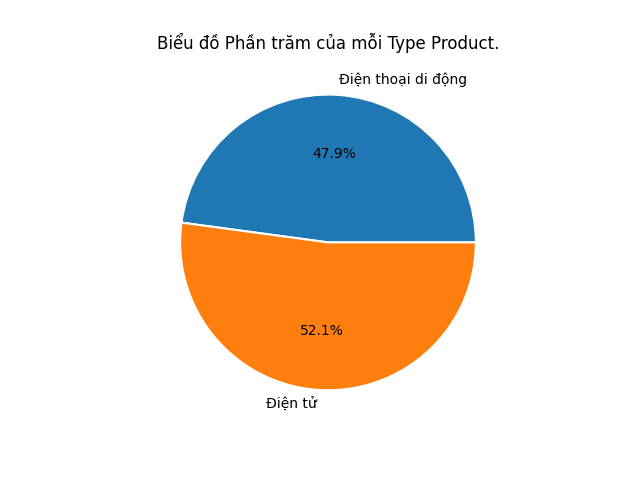 Biểu đồ Phần trăm của mỗi Type Product.
Điện thoại di động
47.9%
52.1%
Điện tử